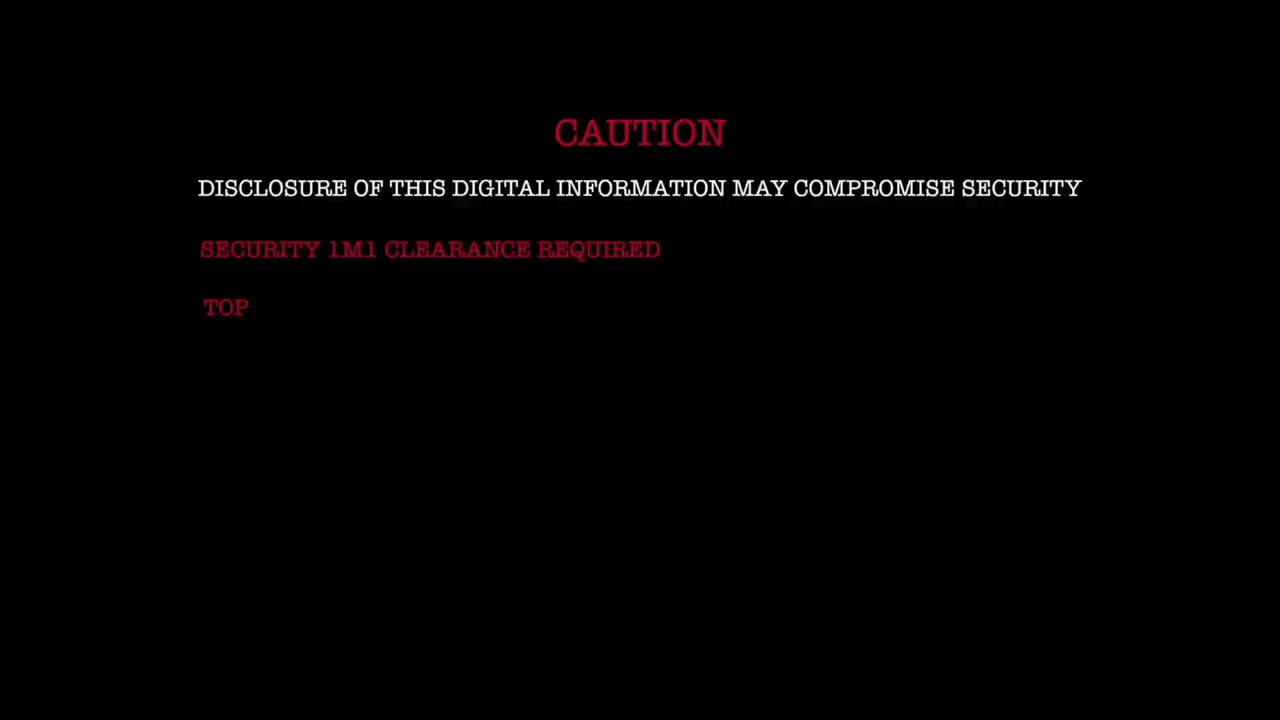 CAUTION
DISCLOSURE OF THIS DIGITAL INFORMATION MAY COMPROMISE SECURITY
SECURITY 1M1 CLEARANCE REQUIRED
TOP